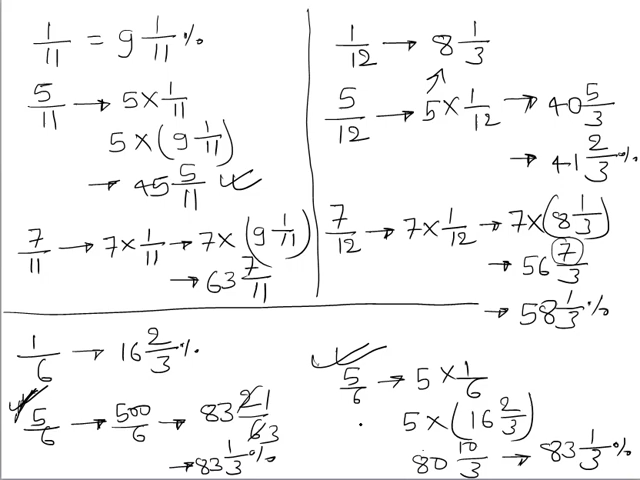 1/11 = 9 1/11 %
5/11 → 5 × 1/11
5 × (9 1/11)
→ 45 5/11
7/11 → 7 × 1/11 → 7 × (9 1/11)
→ 63 7/11
1/12 → 8 1/3
5/12 → 5 × 1/12 → 40 5/3
→ 41 2/3 %
7/12 → 7 × 1/12 → 7 × (8 1/3)
→ 56 7/3
→ 58 1/3 %
1/6 → 16 2/3 %
5/6 → 500/6 → 83 2/6 1/3
→ 83 1/3 %
5/6 → 5 × 1/6
5 × (16 2/3)
80 10/3 → 83 1/3 %